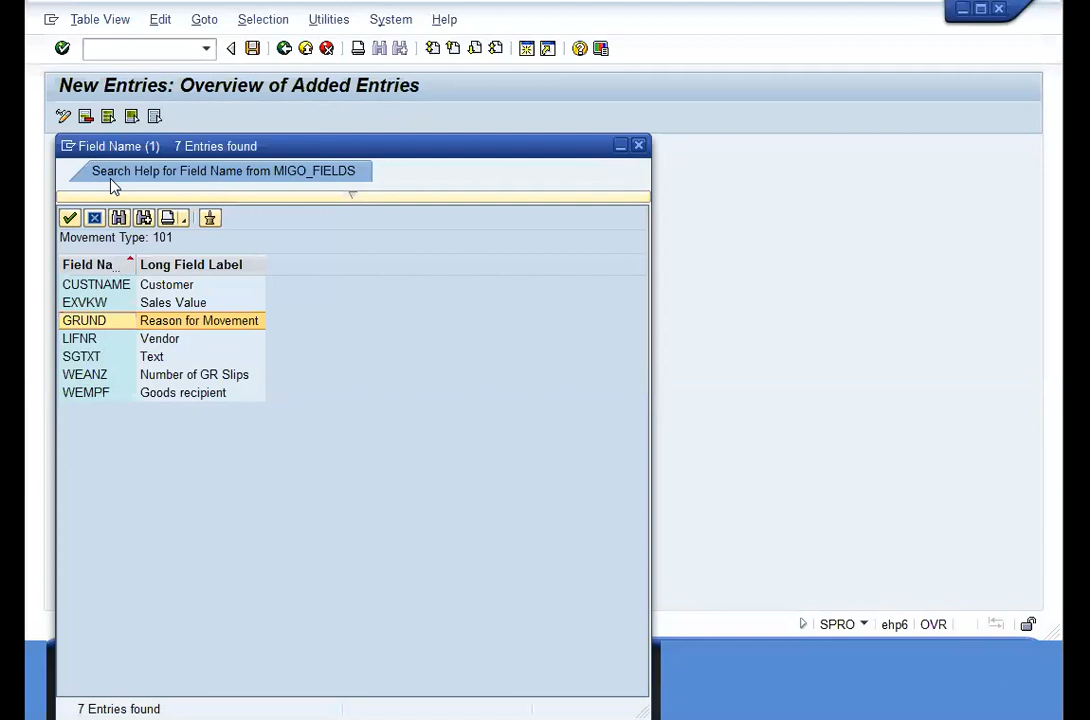 Table View Edit Goto Selection Utilities System Help
New Entries: Overview of Added Entries
Field Name (1) 7 Entries found
Search Help for Field Name from MIGO_FIELDS
Movement Type: 101
Field Na... Long Field Label
CUSTNAME Customer
EXVKW Sales Value
GRUND Reason for Movement
LIFNR Vendor
SGTXT Text
WEANZ Number of GR Slips
WEMPF Goods recipient
SPRO ehp6 OVR
7 Entries found